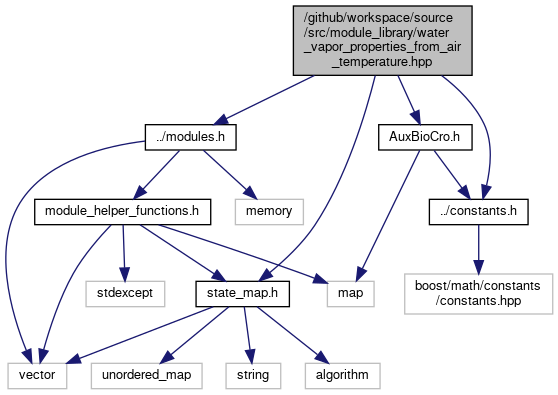 /github/workspace/source
/src/module_library/water
_vapor_properties_from_air
_temperature.hpp
../modules.h
AuxBioCro.h
module_helper_functions.h
memory
../constants.h
stdexcept
state_map.h
map
boost/math/constants
/constants.hpp
vector
unordered_map
string
algorithm